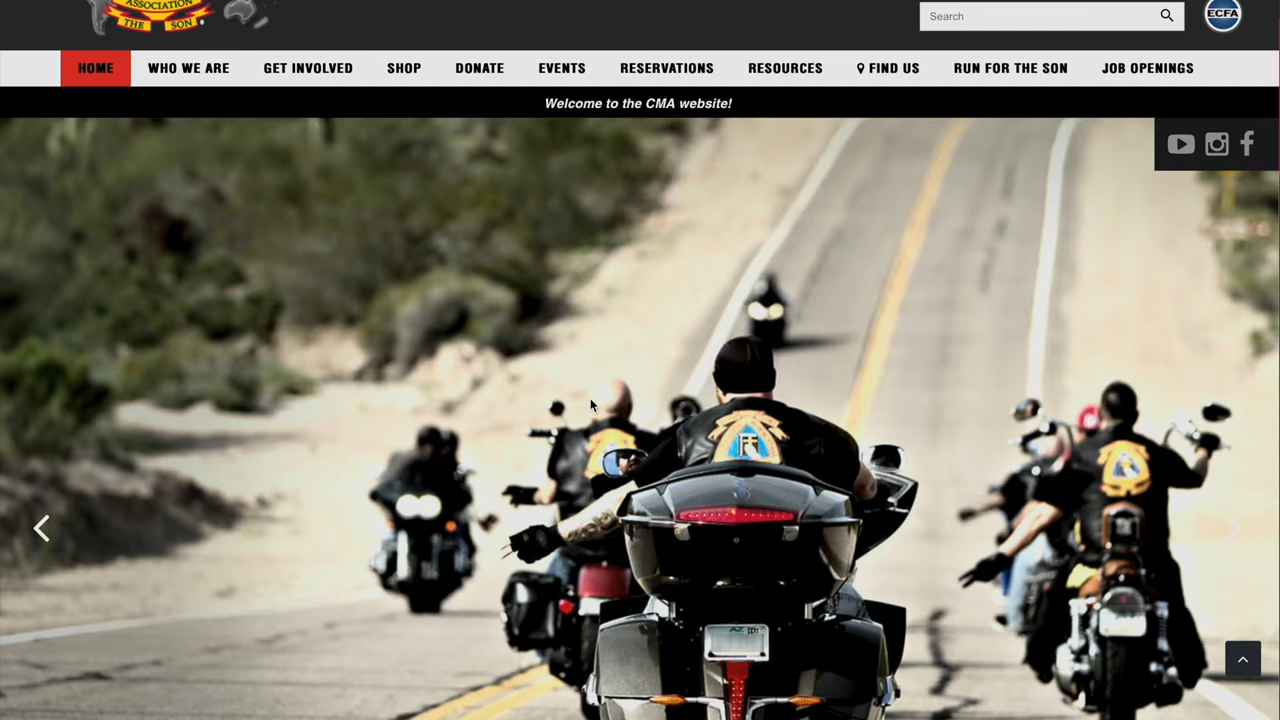 ASSOCIATION
THE SON
Search
ECFA
HOME
WHO WE ARE
GET INVOLVED
SHOP
DONATE
EVENTS
RESERVATIONS
RESOURCES
FIND US
RUN FOR THE SON
JOB OPENINGS
Welcome to the CMA website!
AZ